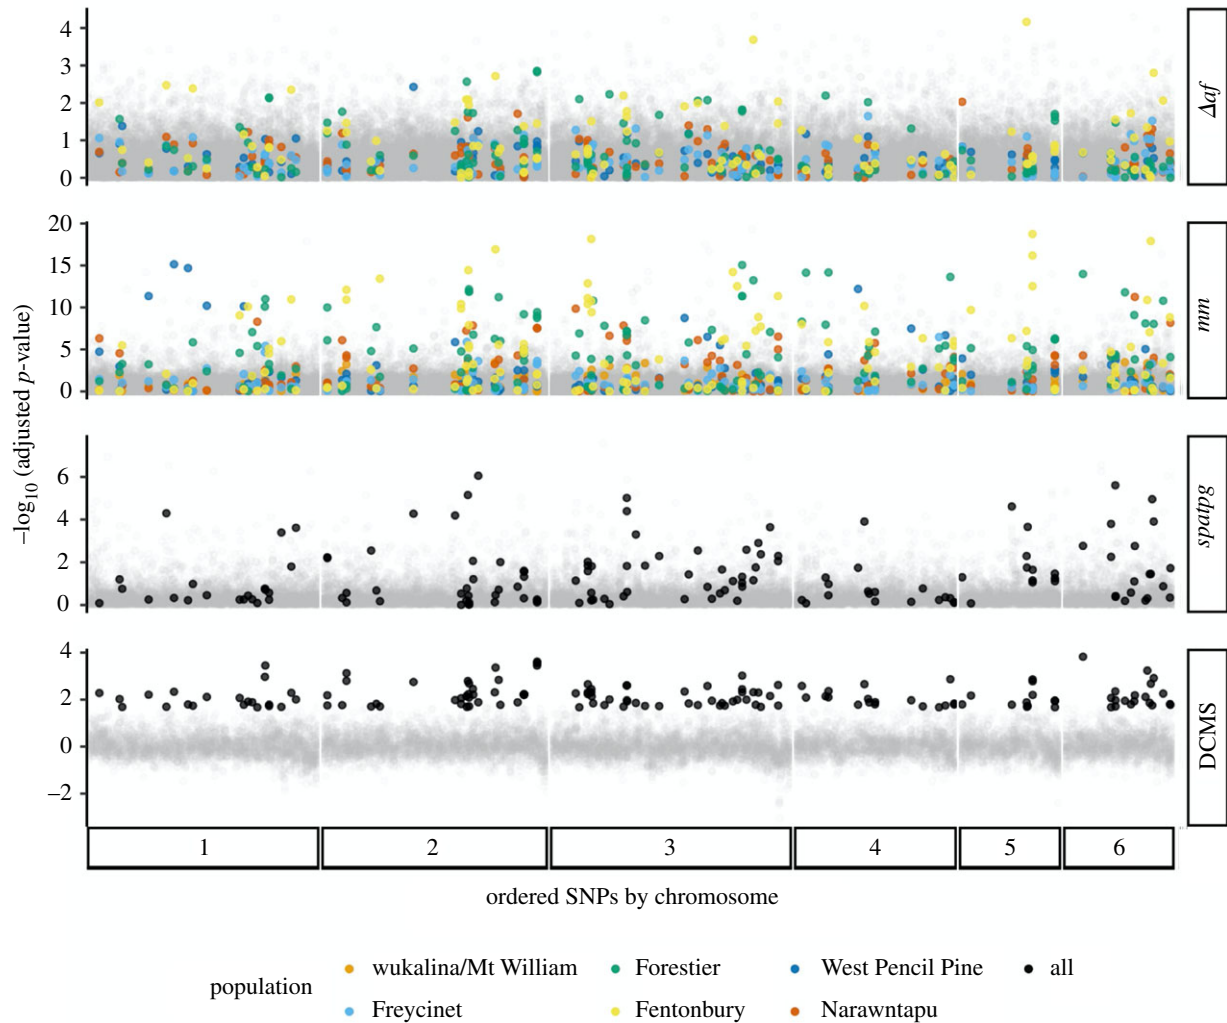 4
3
2
1
0
Δaf
20
15
10
5
0
mm
6
4
2
0
spatpg
4
2
0
−2
DCMS
−log10 (adjusted p-value)
1 2 3 4 5 6
ordered SNPs by chromosome
population
wukalina/Mt William Forestier West Pencil Pine all
Freycinet Fentonbury Narawntapu